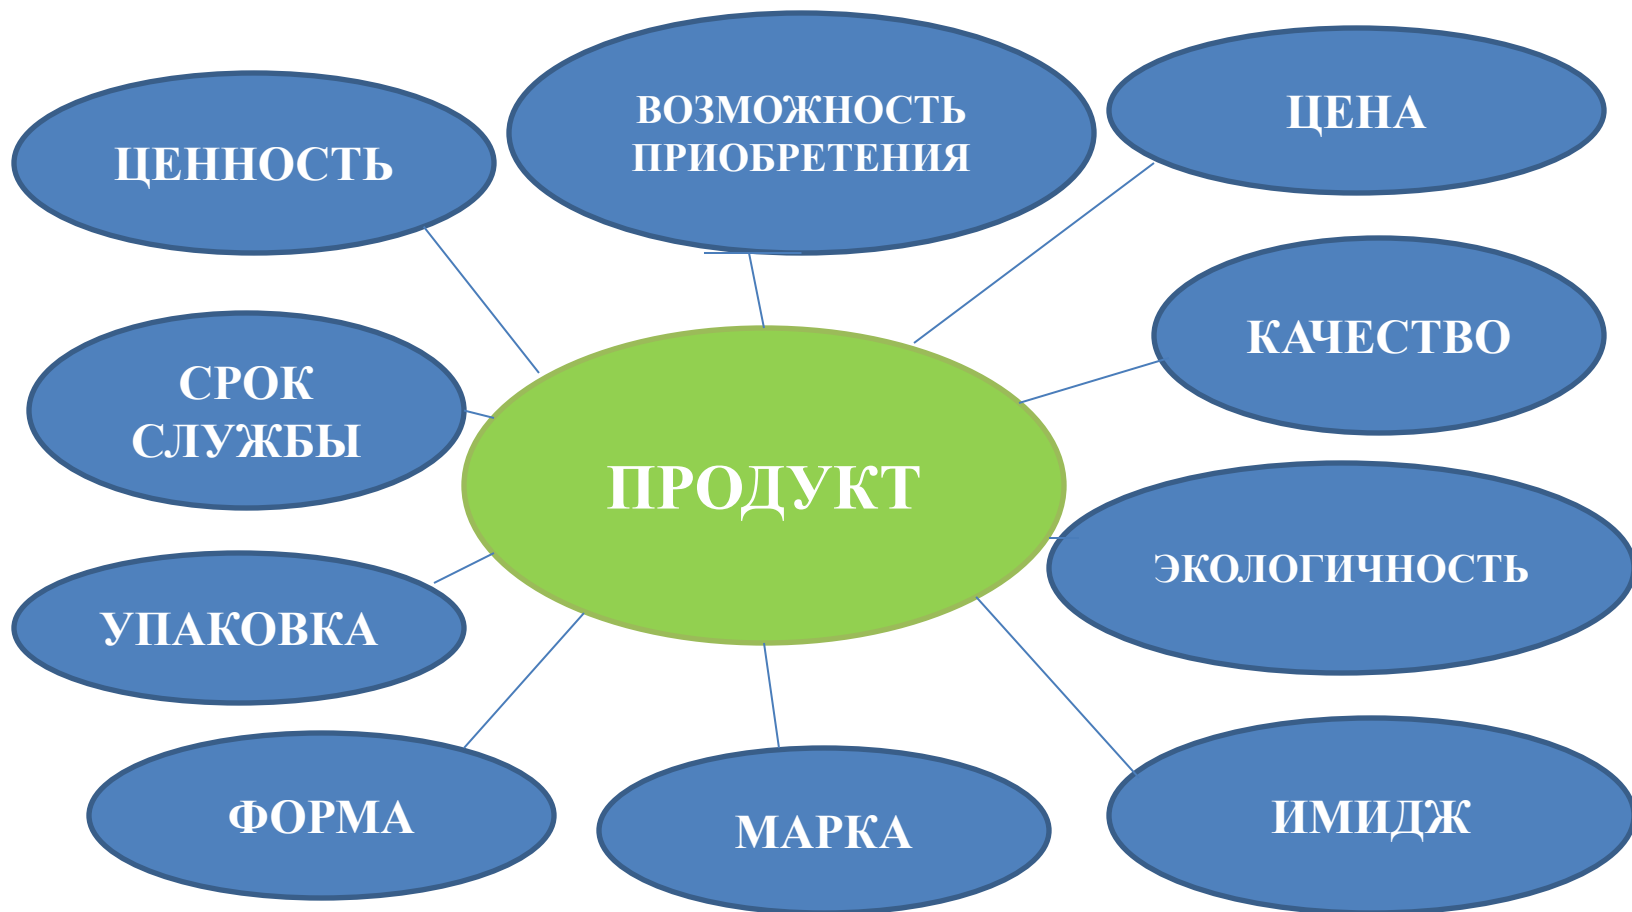 ЦЕННОСТЬ
ВОЗМОЖНОСТЬ
ПРИОБРЕТЕНИЯ
ЦЕНА
КАЧЕСТВО
СРОК
СЛУЖБЫ
ПРОДУКТ
ЭКОЛОГИЧНОСТЬ
УПАКОВКА
ФОРМА
МАРКА
ИМИДЖ